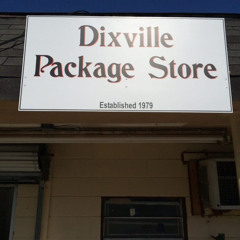 Dixville
Package Store
Established 1979